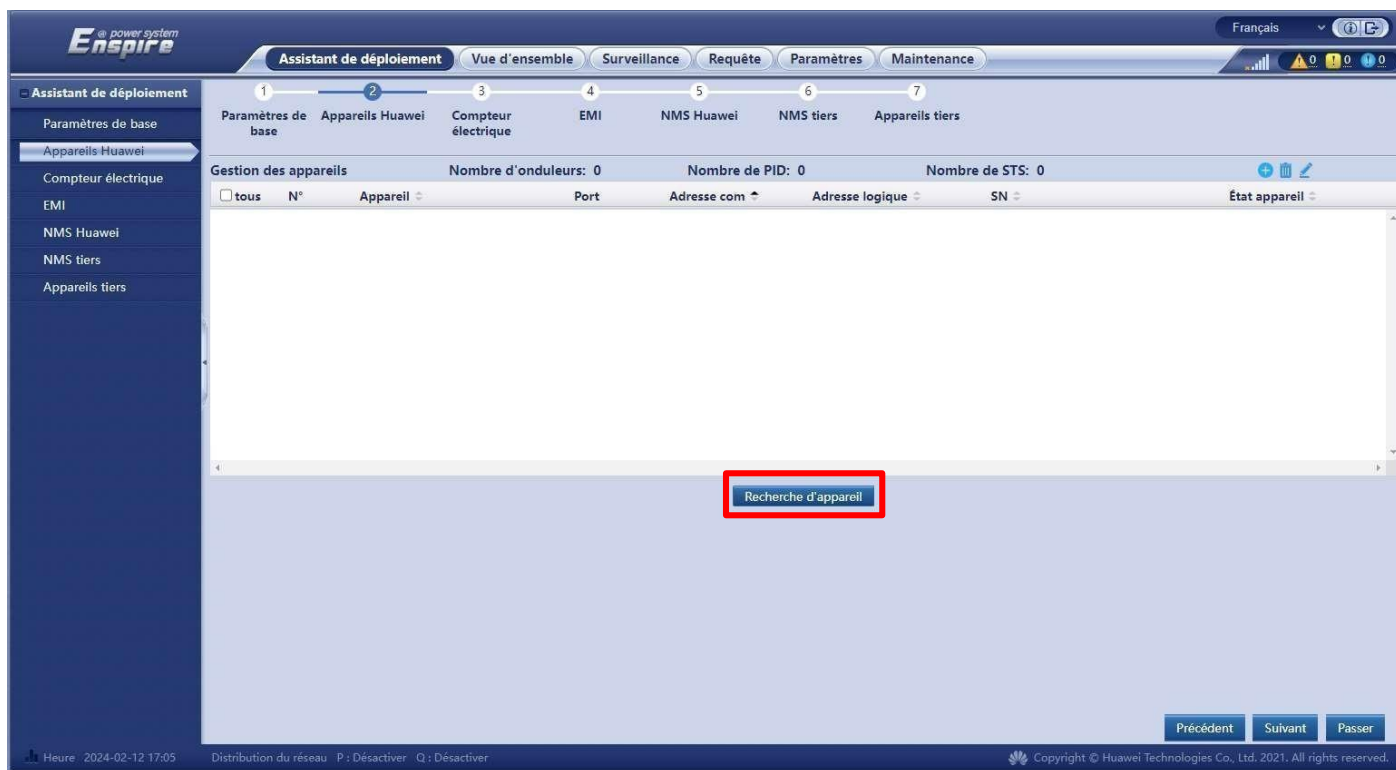 e power system
Enspire
Français
Assistant de déploiement Vue d'ensemble Surveillance Requête Paramètres Maintenance
0 0 0
Assistant de déploiement
Paramètres de base
Appareils Huawei
Compteur électrique
EMI
NMS Huawei
NMS tiers
Appareils tiers
1 2 3 4 5 6 7
Paramètres de base Appareils Huawei Compteur électrique EMI NMS Huawei NMS tiers Appareils tiers
Gestion des appareils Nombre d'onduleurs: 0 Nombre de PID: 0 Nombre de STS: 0
tous N° Appareil Port Adresse com Adresse logique SN État appareil
Recherche d'appareil
Précédent Suivant Passer
Heure 2024-02-12 17:05 Distribution du réseau P : Désactiver Q : Désactiver Copyright © Huawei Technologies Co., Ltd. 2021. All rights reserved.